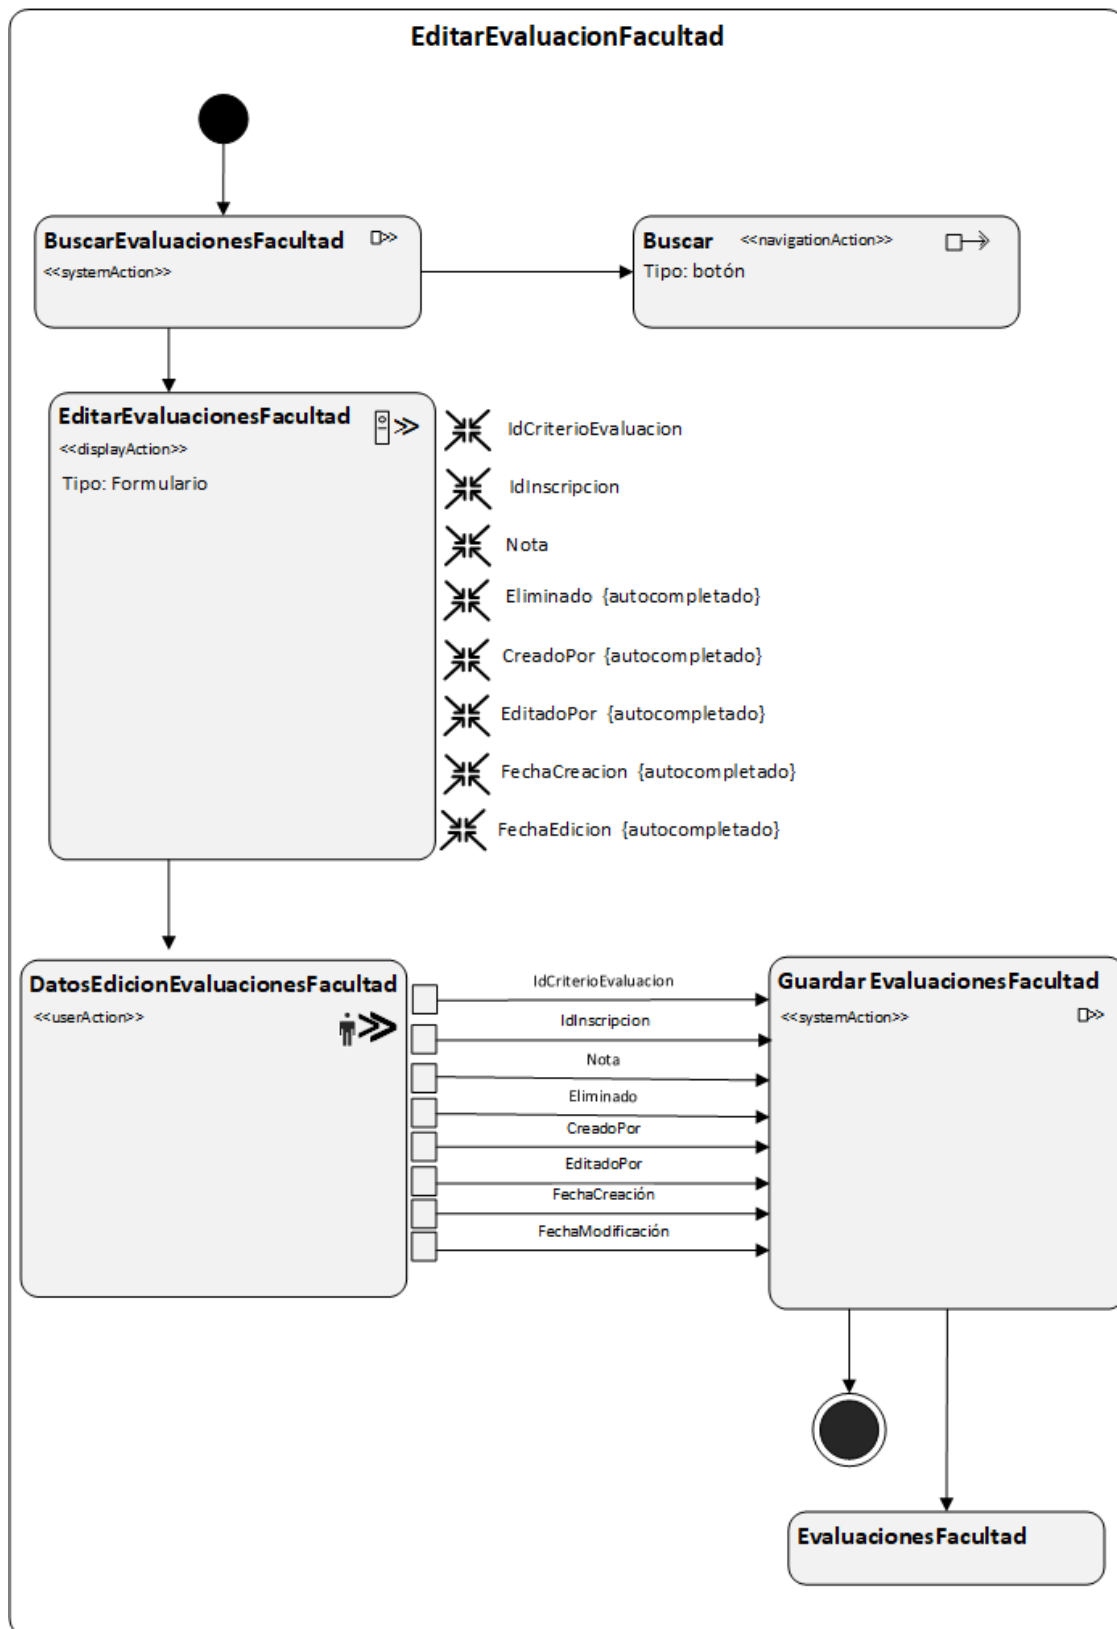 EditarEvaluacionFacultad
BuscarEvaluacionesFacultad
<<systemAction>>
Buscar <<navigationAction>>
Tipo: botón
EditarEvaluacionesFacultad
<<displayAction>>
Tipo: Formulario
IdCriterioEvaluacion
IdInscripcion
Nota
Eliminado {autocompletado}
CreadoPor {autocompletado}
EditadoPor {autocompletado}
FechaCreacion {autocompletado}
FechaEdicion {autocompletado}
DatosEdicionEvaluacionesFacultad
<<userAction>>
IdCriterioEvaluacion
IdInscripcion
Nota
Eliminado
CreadoPor
EditadoPor
FechaCreación
FechaModificación
Guardar EvaluacionesFacultad
<<systemAction>>
EvaluacionesFacultad